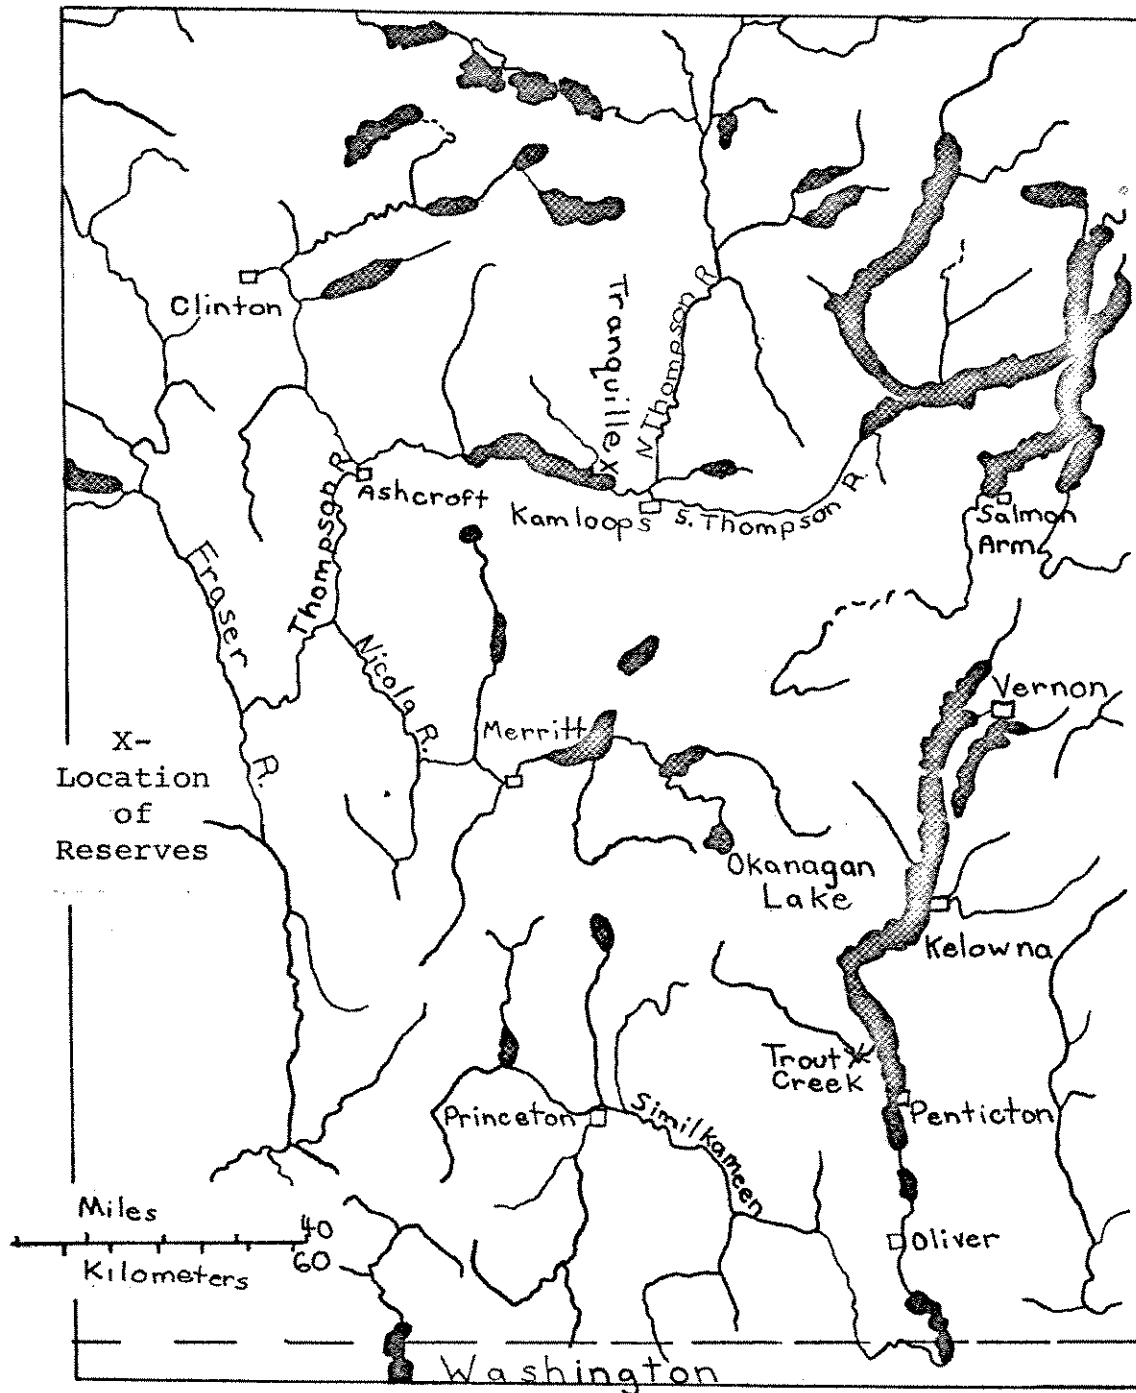 Clinton
Tranquille
X
N Thompson R.
Thompson R.
Ashcroft
Kamloops
S. Thompson R.
Salmon
Arm
Fraser R.
Nicola R.
Merritt
Vernon
X-
Location
of
Reserves
Okanagan
Lake
Kelowna
Trout X
Creek
Penticton
Princeton
Similkameen
Oliver
Miles
40
60
Kilometers
Washington